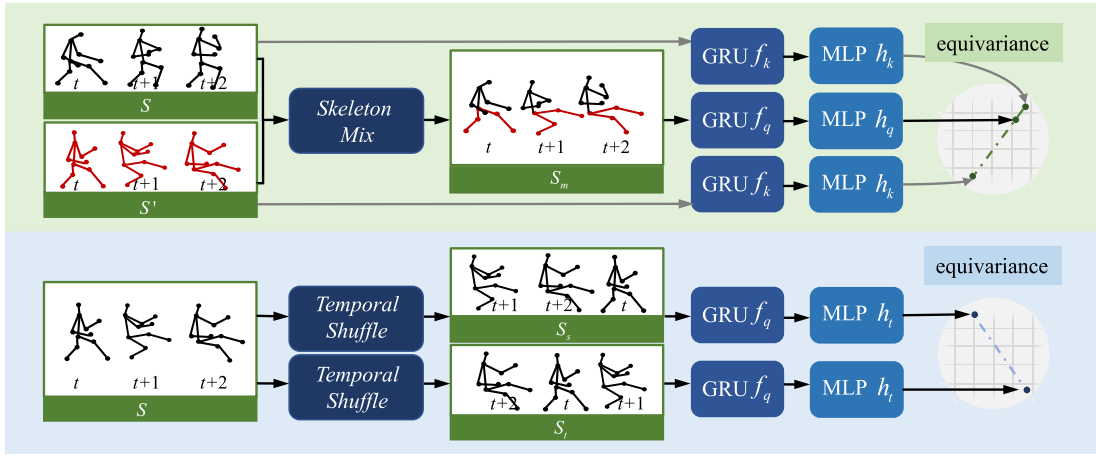 t t+1 t+2
S
t t+1 t+2
S'
Skeleton
Mix
t t+1 t+2
S_m
GRU f_k
MLP h_k
GRU f_q
MLP h_q
GRU f_k
MLP h_k
equivariance
t t+1 t+2
S
Temporal
Shuffle
Temporal
Shuffle
t+1 t+2 t
S_s
t+2 t t+1
S_t
GRU f_q
MLP h_t
GRU f_q
MLP h_t
equivariance